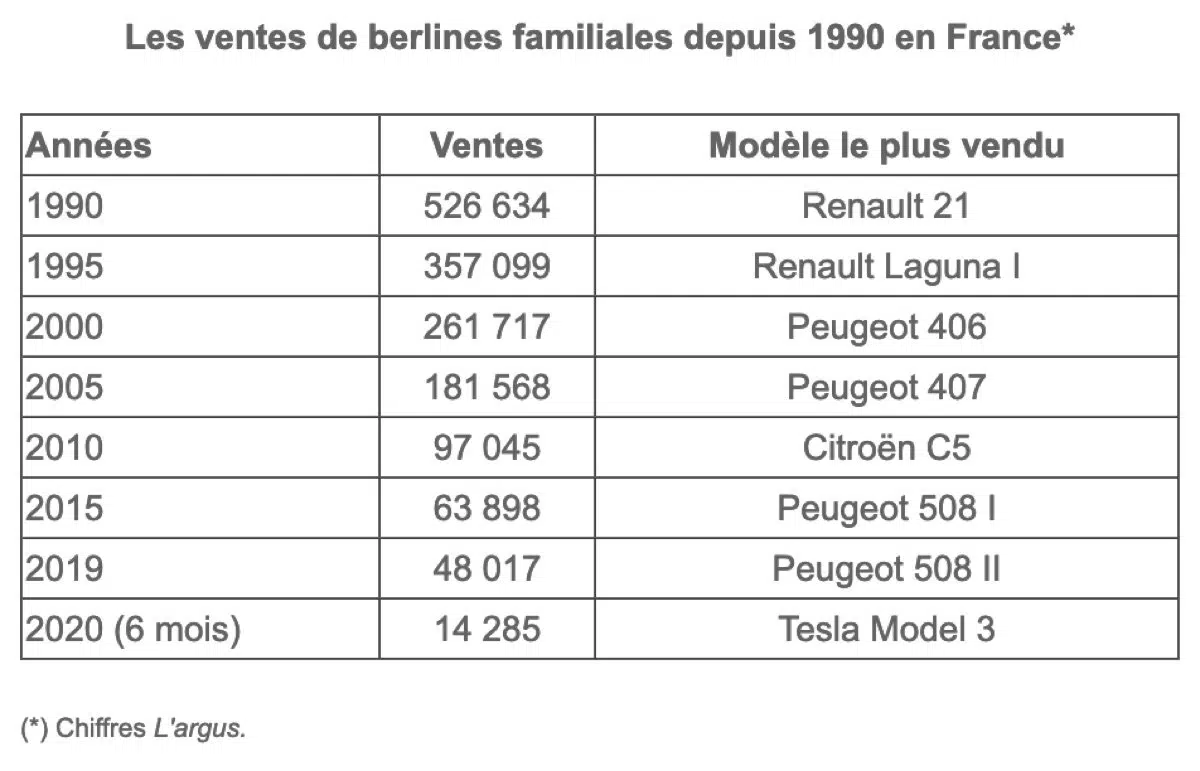 Les ventes de berlines familiales depuis 1990 en France*
Années Ventes Modèle le plus vendu
1990 526 634 Renault 21
1995 357 099 Renault Laguna I
2000 261 717 Peugeot 406
2005 181 568 Peugeot 407
2010 97 045 Citroën C5
2015 63 898 Peugeot 508 I
2019 48 017 Peugeot 508 II
2020 (6 mois) 14 285 Tesla Model 3
(*) Chiffres L'argus.